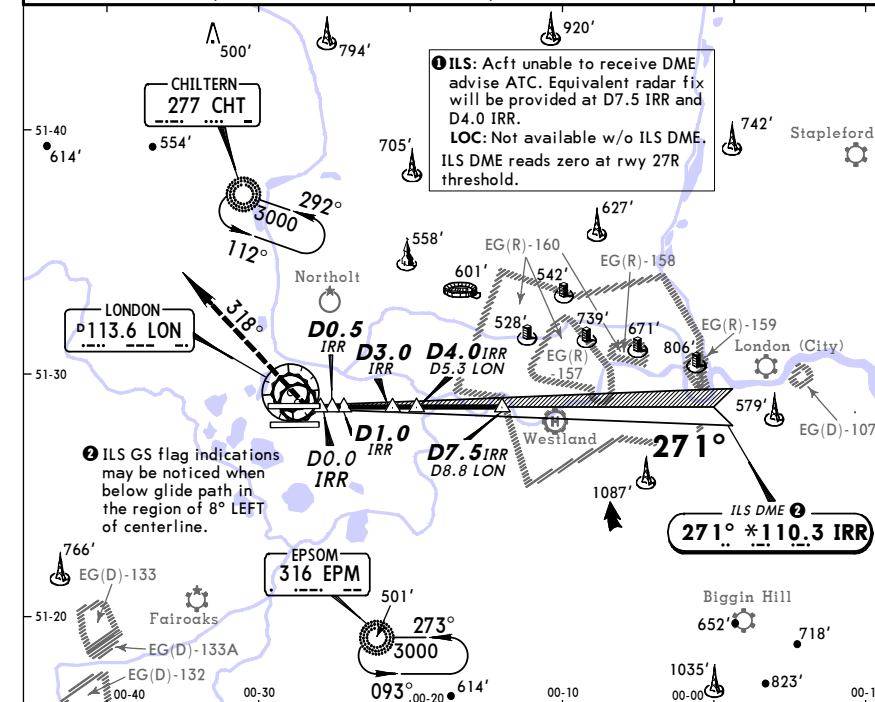 500'
794'
920'
CHILTERN
277 CHT
❶ ILS: Acft unable to receive DME
advise ATC. Equivalent radar fix
will be provided at D7.5 IRR and
D4.0 IRR.
LOC: Not available w/o ILS DME.
ILS DME reads zero at rwy 27R
threshold.
51-40
614'
554'
705'
742'
Stapleford
292°
3000
112°
558'
627'
EG(R)-160
EG(R)-158
Northolt
601'
542'
LONDON
D113.6 LON
318°
D0.5
IRR
D3.0
IRR
D4.0 IRR
D5.3 LON
528'
739'
671'
EG(R)
-157
806'
EG(R)-159
London (City)
51-30
579'
EG(D)-107
D1.0
IRR
D0.0
IRR
D7.5 IRR
D8.8 LON
H
Westland
271°
❷ ILS GS flag indications
may be noticed when
below glide path in
the region of 8° LEFT
of centerline.
1087'
ILS DME ❷
271° *110.3 IRR
766'
EG(D)-133
Fairoaks
EG(D)-133A
EG(D)-132
EPSOM
316 EPM
501'
273°
3000
093°
614'
Biggin Hill
652'
718'
1035'
823'
51-20
00-40
00-30
00-20
00-10
00-00
00-1